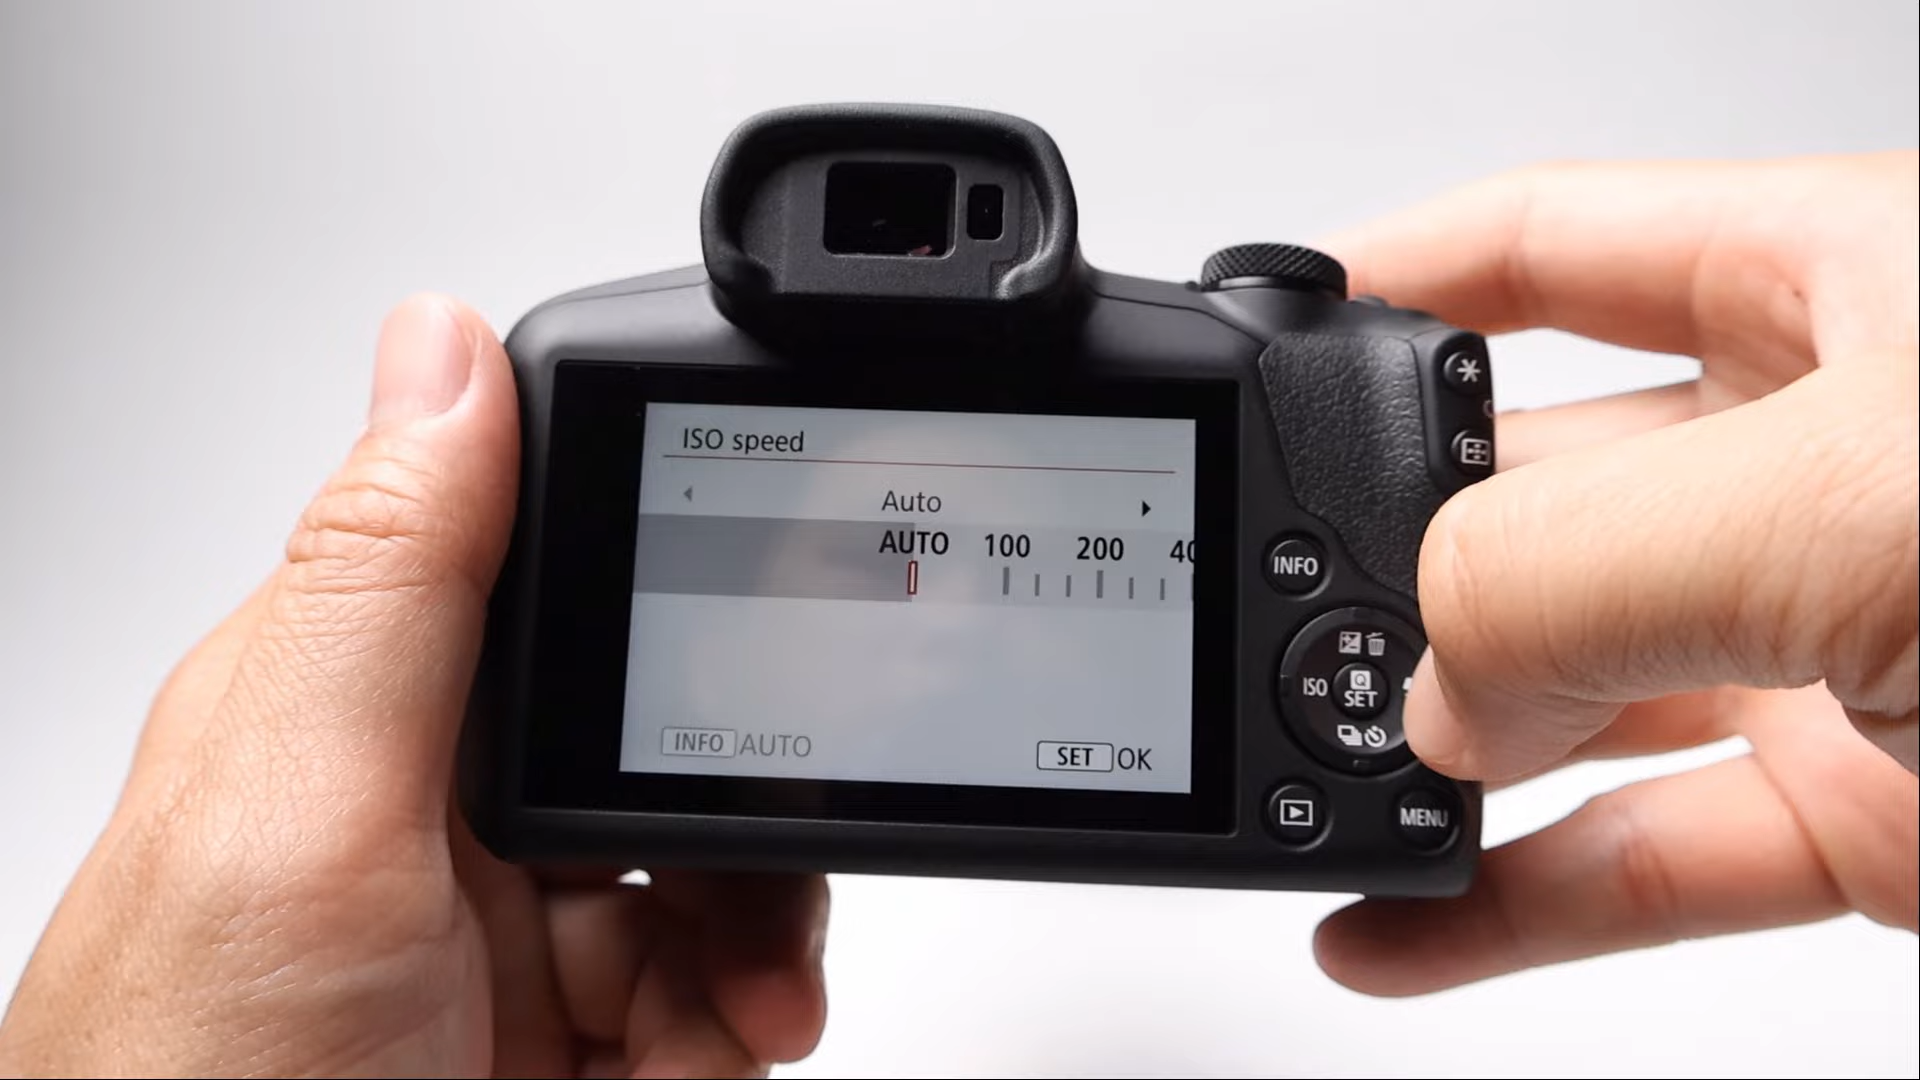 ISO speed
Auto
AUTO 100 200
INFO AUTO
SET OK
INFO
ISO
Q
SET
MENU